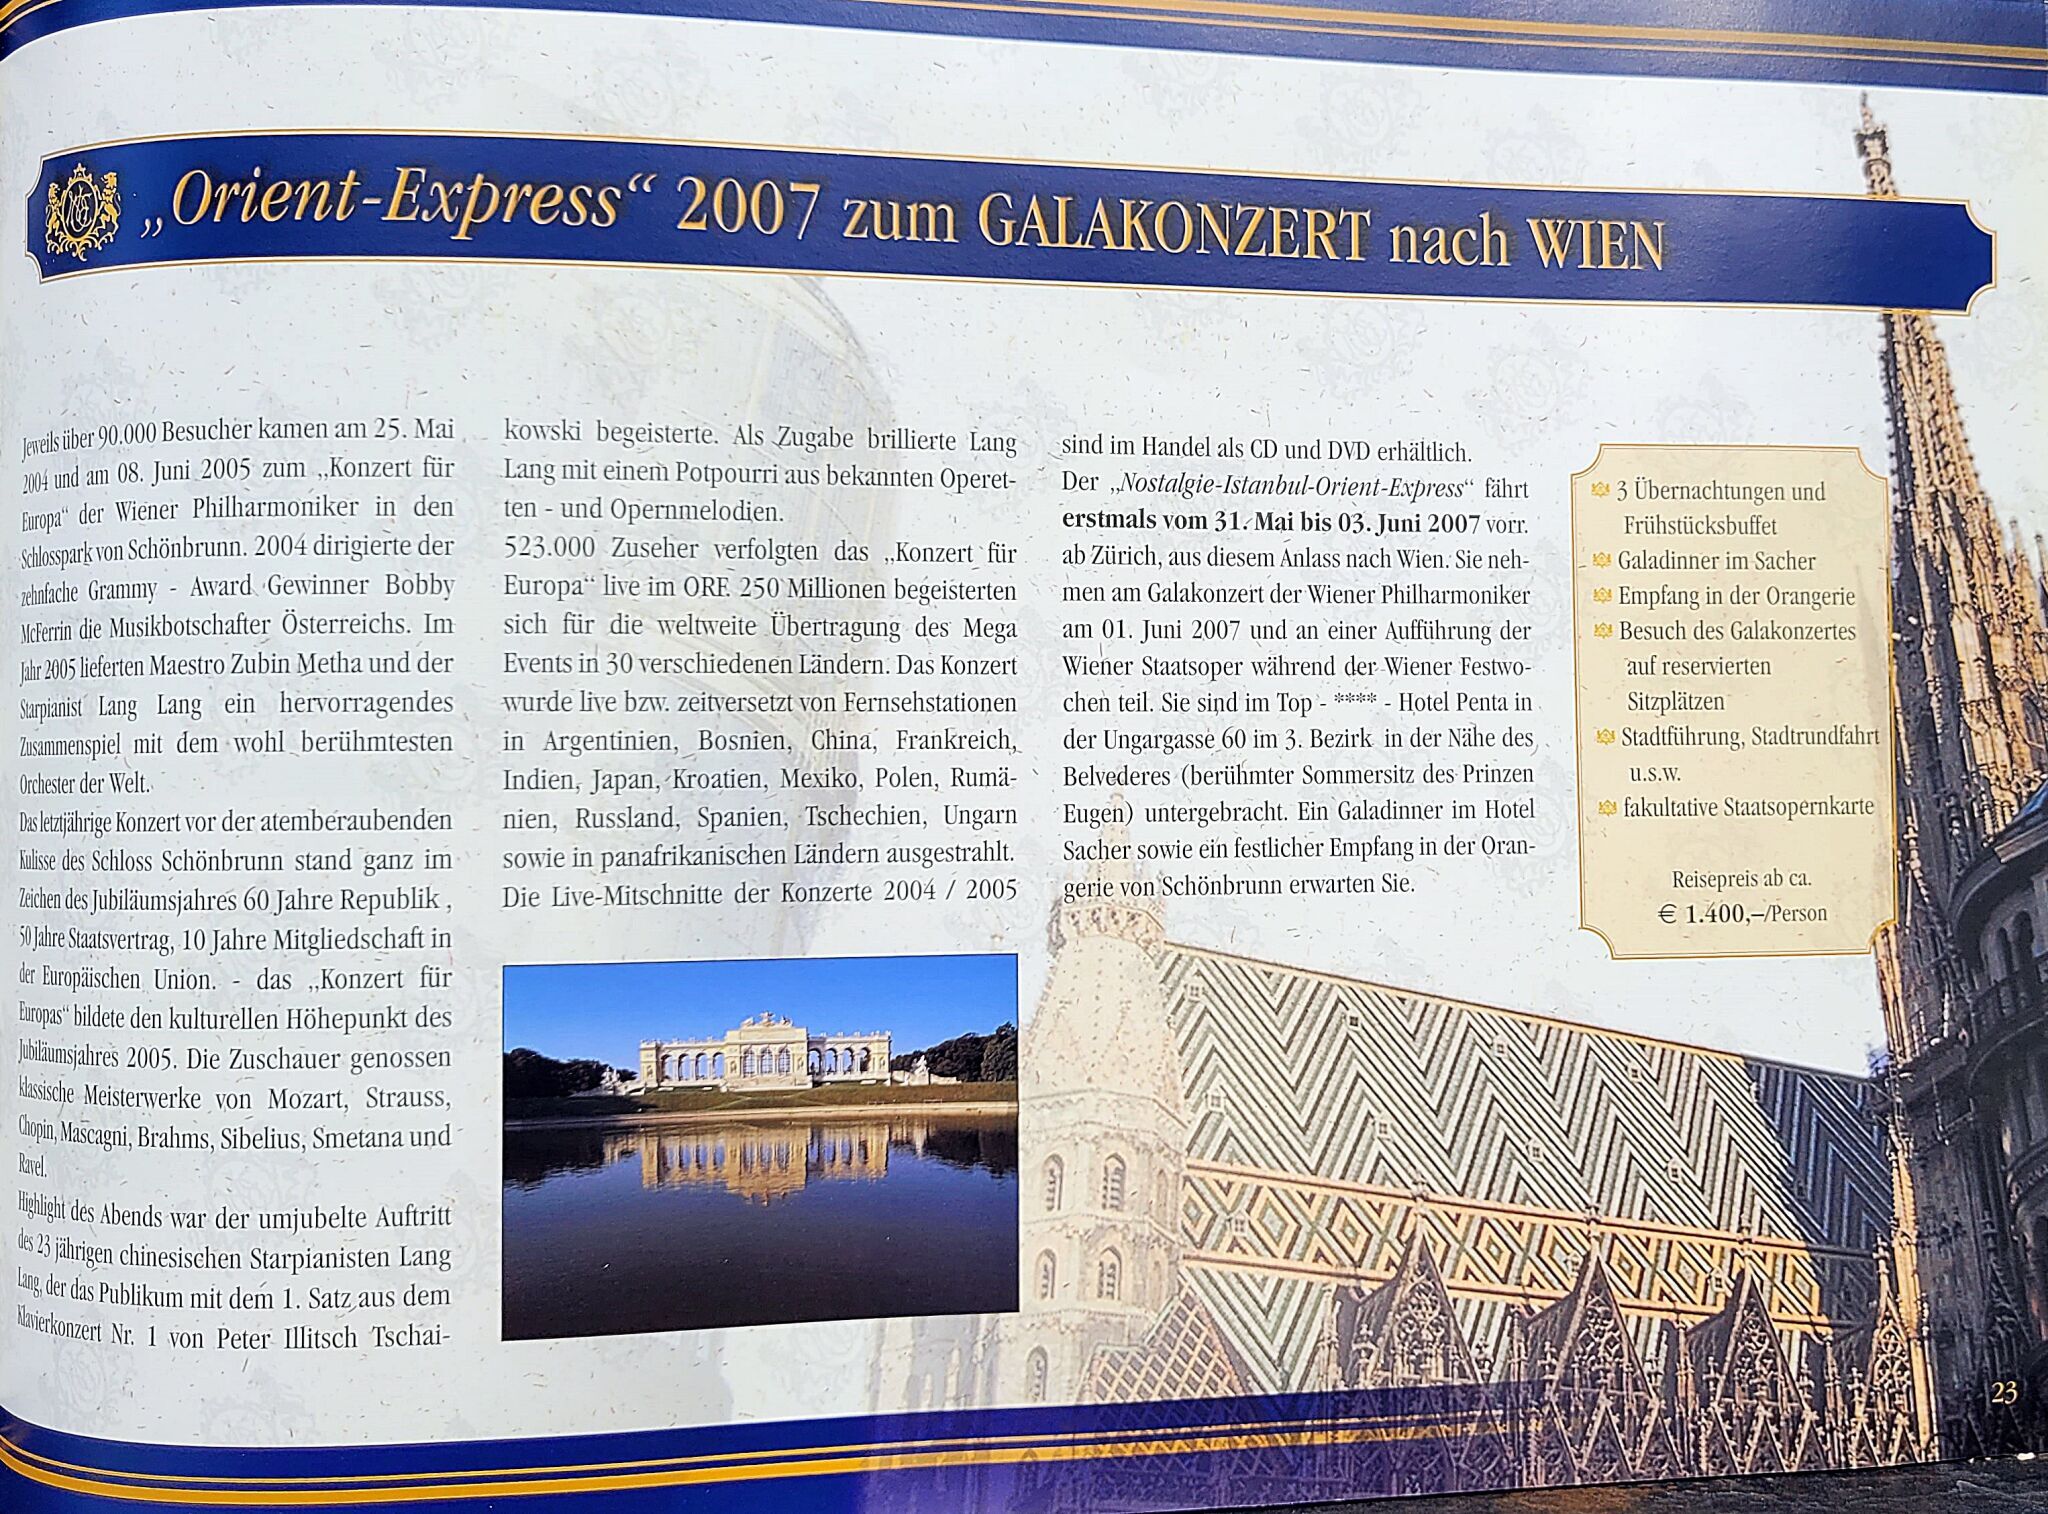 „Orient-Express“ 2007 zum GALAKONZERT nach WIEN
Jeweils über 90.000 Besucher kamen am 25. Mai
2004 und am 08. Juni 2005 zum „Konzert für
Europa“ der Wiener Philharmoniker in den
Schlosspark von Schönbrunn. 2004 dirigierte der
zehnfache Grammy - Award Gewinner Bobby
McFerrin die Musikbotschafter Österreichs. Im
Jahr 2005 lieferten Maestro Zubin Metha und der
Starpianist Lang Lang ein hervorragendes
Zusammenspiel mit dem wohl berühmtesten
Orchester der Welt.
Das letztjährige Konzert vor der atemberaubenden
Kulisse des Schloss Schönbrunn stand ganz im
Zeichen des Jubiläumsjahres 60 Jahre Republik ,
50 Jahre Staatsvertrag, 10 Jahre Mitgliedschaft in
der Europäischen Union. - das „Konzert für
Europas“ bildete den kulturellen Höhepunkt des
Jubiläumsjahres 2005. Die Zuschauer genossen
klassische Meisterwerke von Mozart, Strauss,
Chopin, Mascagni, Brahms, Sibelius, Smetana und
Ravel.
Highlight des Abends war der umjubelte Auftritt
des 23 jährigen chinesischen Starpianisten Lang
Lang, der das Publikum mit dem 1. Satz aus dem
Klavierkonzert Nr. 1 von Peter Illitsch Tschai-
kowski begeisterte. Als Zugabe brillierte Lang
Lang mit einem Potpourri aus bekannten Operet-
ten - und Opernmelodien.
523.000 Zuseher verfolgten das „Konzert für
Europa“ live im ORF. 250 Millionen begeisterten
sich für die weltweite Übertragung des Mega
Events in 30 verschiedenen Ländern. Das Konzert
wurde live bzw. zeitversetzt von Fernsehstationen
in Argentinien, Bosnien, China, Frankreich,
Indien, Japan, Kroatien, Mexiko, Polen, Rumä-
nien, Russland, Spanien, Tschechien, Ungarn
sowie in panafrikanischen Ländern ausgestrahlt.
Die Live-Mitschnitte der Konzerte 2004 / 2005
sind im Handel als CD und DVD erhältlich.
Der „Nostalgie-Istanbul-Orient-Express“ fährt
erstmals vom 31. Mai bis 03. Juni 2007 vorr.
ab Zürich, aus diesem Anlass nach Wien. Sie neh-
men am Galakonzert der Wiener Philharmoniker
am 01. Juni 2007 und an einer Aufführung der
Wiener Staatsoper während der Wiener Festwo-
chen teil. Sie sind im Top - **** - Hotel Penta in
der Ungargasse 60 im 3. Bezirk in der Nähe des
Belvederes (berühmter Sommersitz des Prinzen
Eugen) untergebracht. Ein Galadinner im Hotel
Sacher sowie ein festlicher Empfang in der Oran-
gerie von Schönbrunn erwarten Sie.
3 Übernachtungen und
Frühstücksbuffet
Galadinner im Sacher
Empfang in der Orangerie
Besuch des Galakonzertes
auf reservierten
Sitzplätzen
Stadtführung, Stadtrundfahrt
u.s.w.
fakultative Staatsopernkarte
Reisepreis ab ca.
€ 1.400,–/Person
23